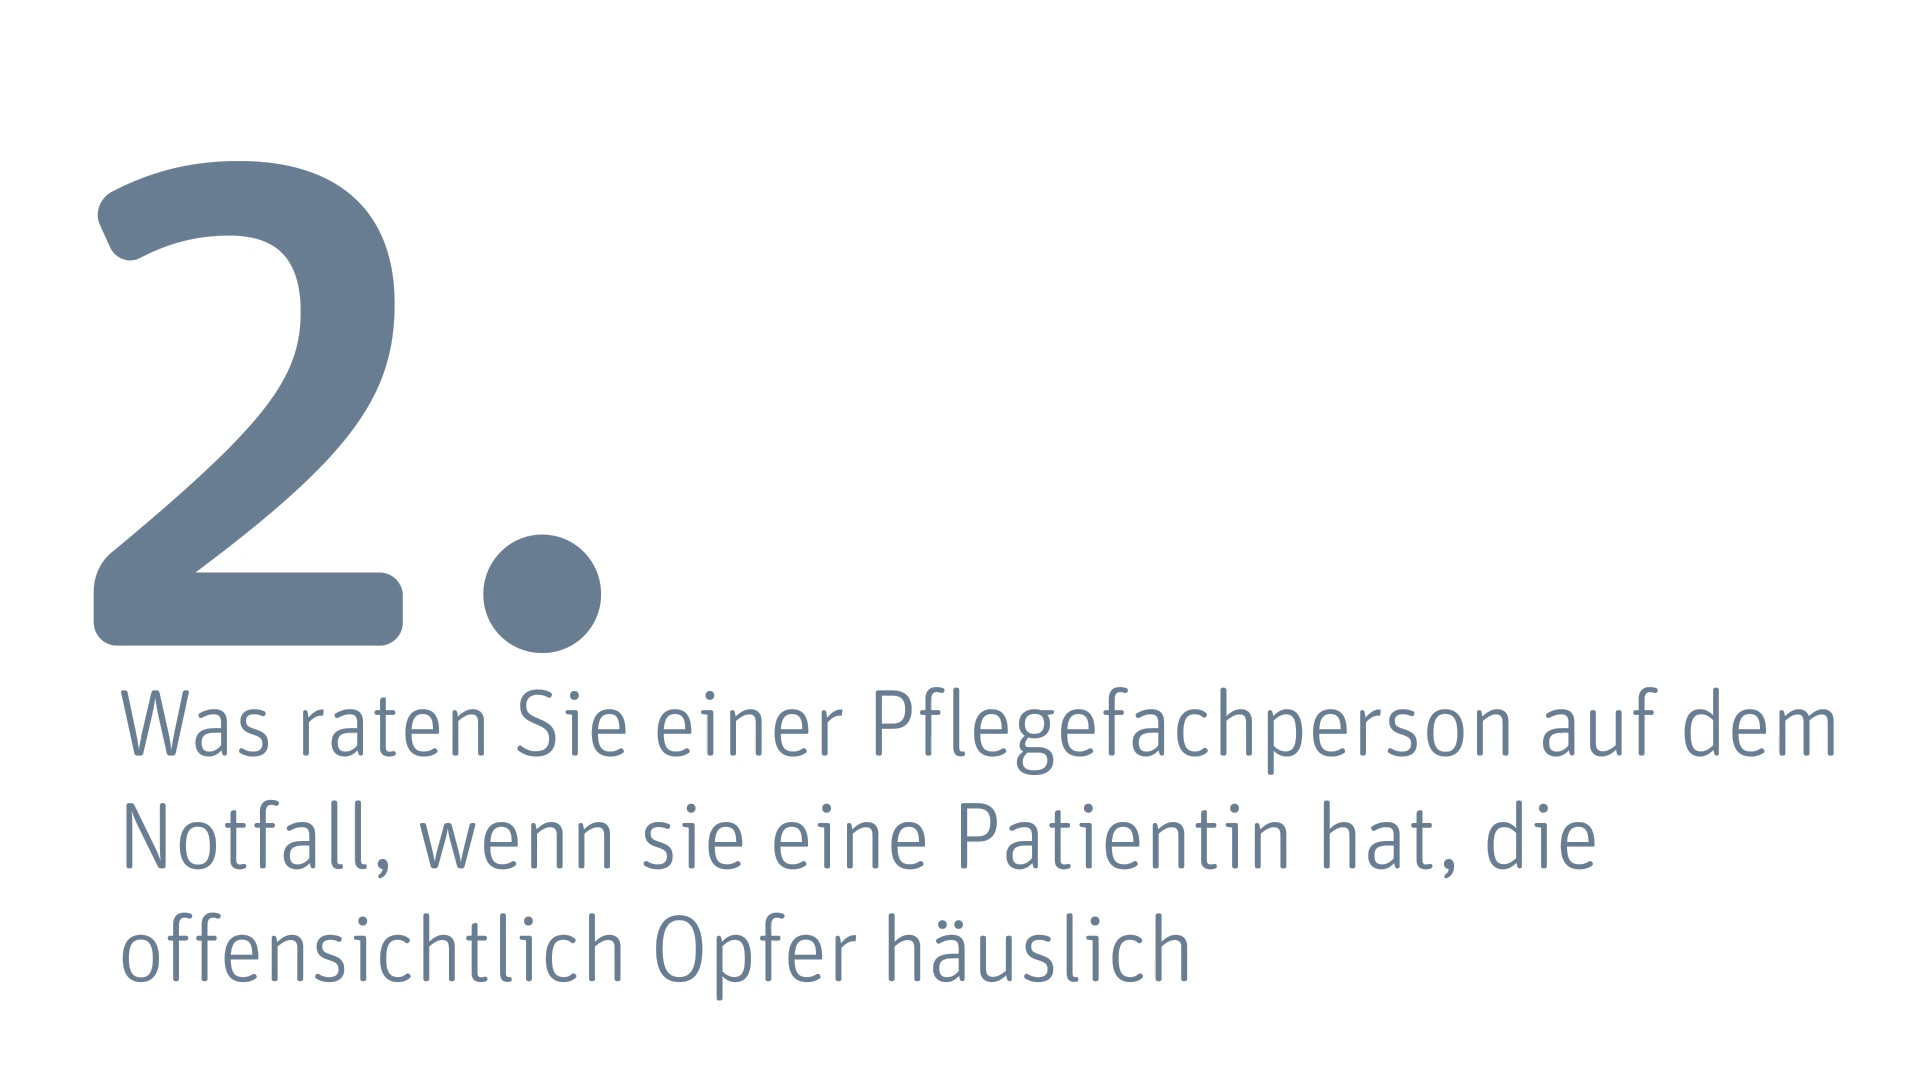 2.
Was raten Sie einer Pflegefachperson auf dem
Notfall, wenn sie eine Patientin hat, die
offensichtlich Opfer häuslich